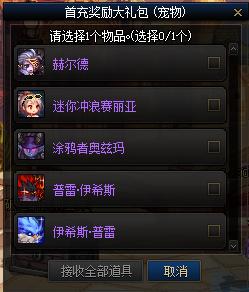 首充奖励大礼包 (宠物)
请选择1个物品。(选择0/1个)
赫尔德
迷你冲浪赛丽亚
涂鸦者奥兹玛
普雷·伊希斯
伊希斯·普雷
接收全部道具 取消